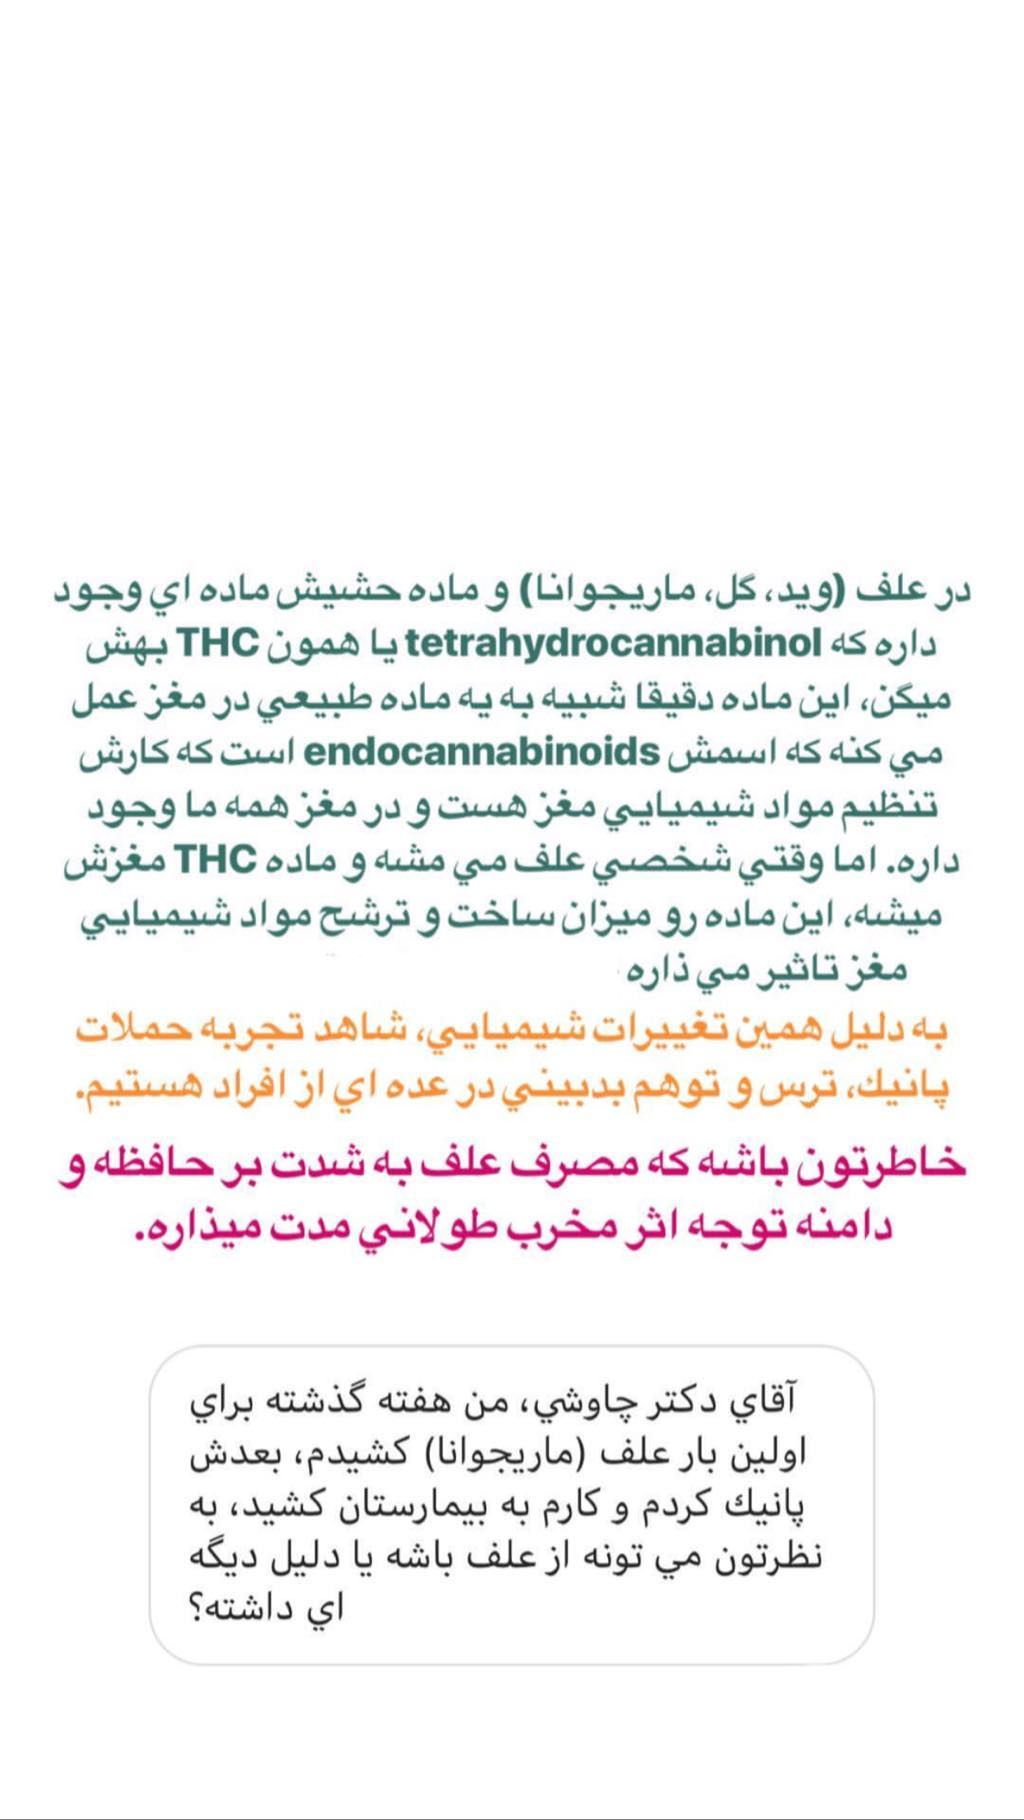 در علف (ويد، گل، ماريجوانا) و ماده حشيش ماده اي وجود
داره كه tetrahydrocannabinol يا همون THC بهش
ميگن، اين ماده دقيقا شبيه به يه ماده طبيعي در مغز عمل
مي كنه كه اسمش endocannabinoids است كه كارش
تنظيم مواد شيميايي مغز هست و در مغز همه ما وجود
داره. اما وقتي شخصي علف مي مشه و ماده THC مغزش
ميشه، اين ماده رو ميزان ساخت و ترشح مواد شيميايي
مغز تاثير مي ذاره
به دليل همين تغييرات شيميايي، شاهد تجربه حملات
پانيك، ترس و توهم بدبيني در عده اي از افراد هستيم.
خاطرتون باشه كه مصرف علف به شدت بر حافظه و
دامنه توجه اثر مخرب طولاني مدت ميذاره.
آقاي دكتر چاوشي، من هفته گذشته براي
اولين بار علف (ماريجوانا) كشيدم، بعدش
پانيك كردم و كارم به بيمارستان كشيد، به
نظرتون مي تونه از علف باشه يا دليل ديگه
اي داشته؟